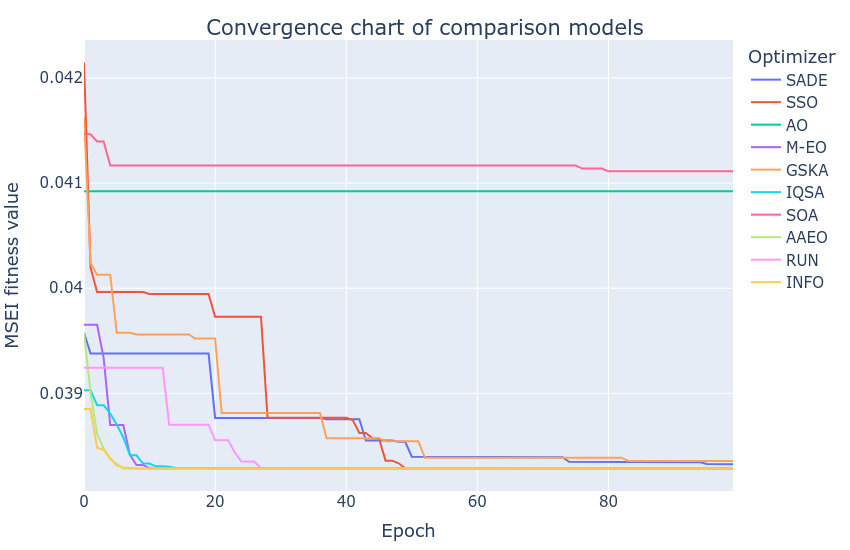 Convergence chart of comparison models
MSEI fitness value
0.042
0.041
0.04
0.039
0
20
40
60
80
Epoch
Optimizer
SADE
SSO
AO
M-EO
GSKA
IQSA
SOA
AAEO
RUN
INFO